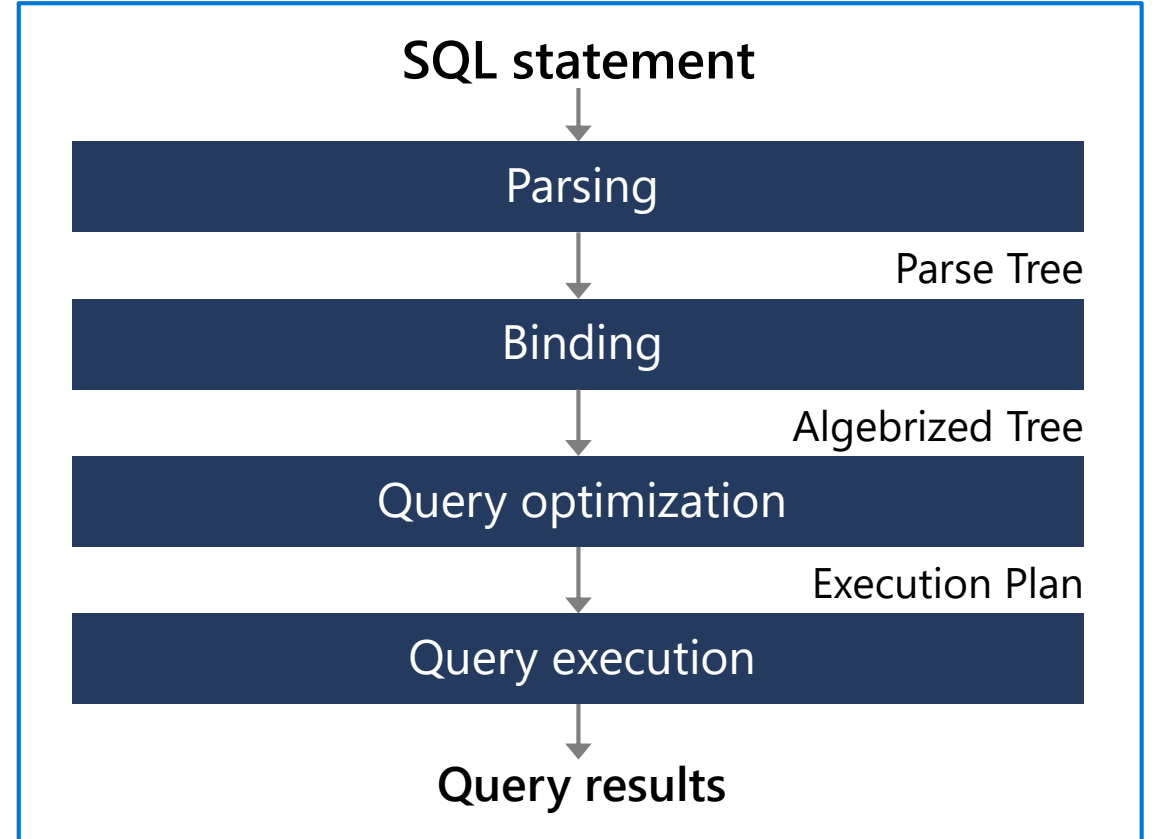 SQL statement
Parsing
Parse Tree
Binding
Algebrized Tree
Query optimization
Execution Plan
Query execution
Query results